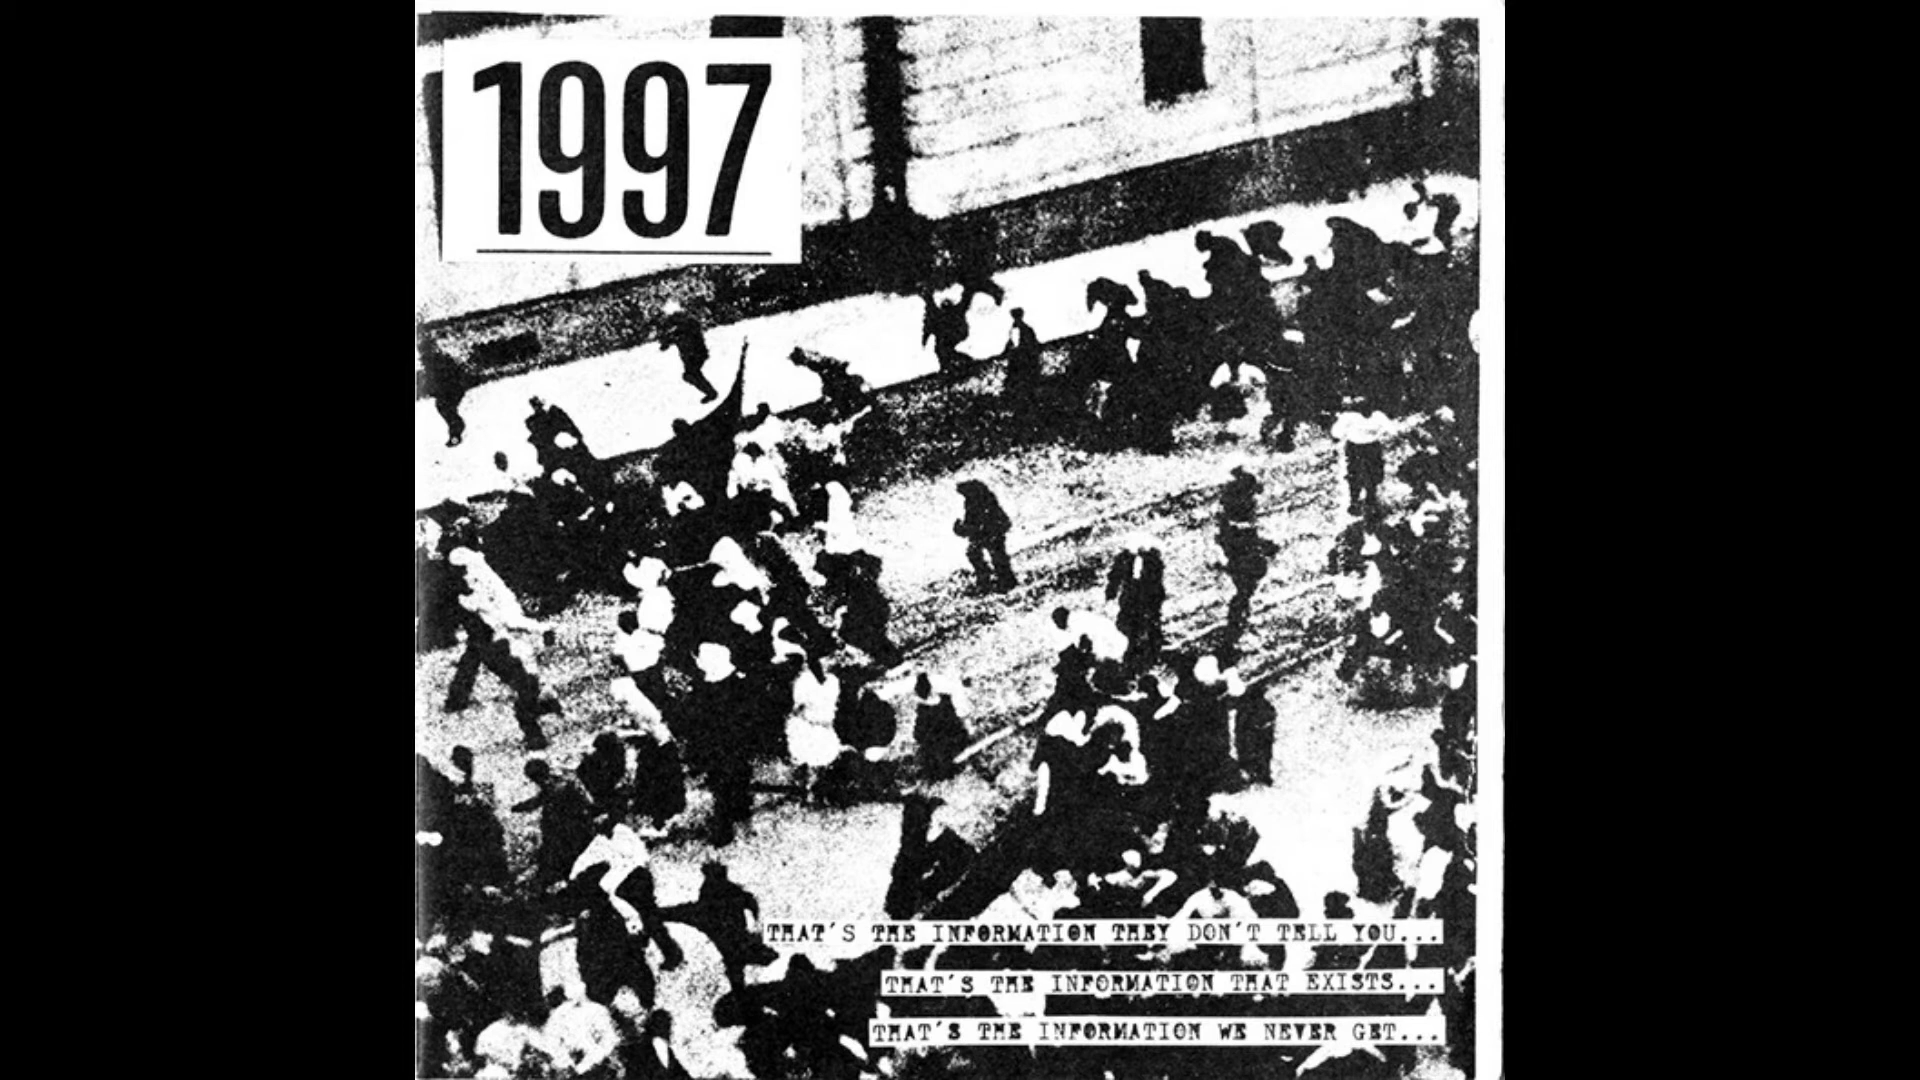 1997
THAT'S THE INFORMATION THEY DON'T TELL YOU...
THAT'S THE INFORMATION THAT EXISTS...
THAT'S THE INFORMATION WE NEVER GET...